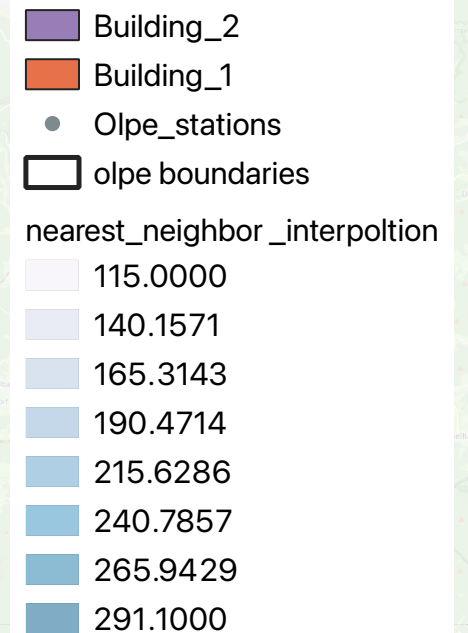 Building_2
Building_1
Olpe_stations
olpe boundaries
nearest_neighbor _interpoltion
115.0000
140.1571
165.3143
190.4714
215.6286
240.7857
265.9429
291.1000